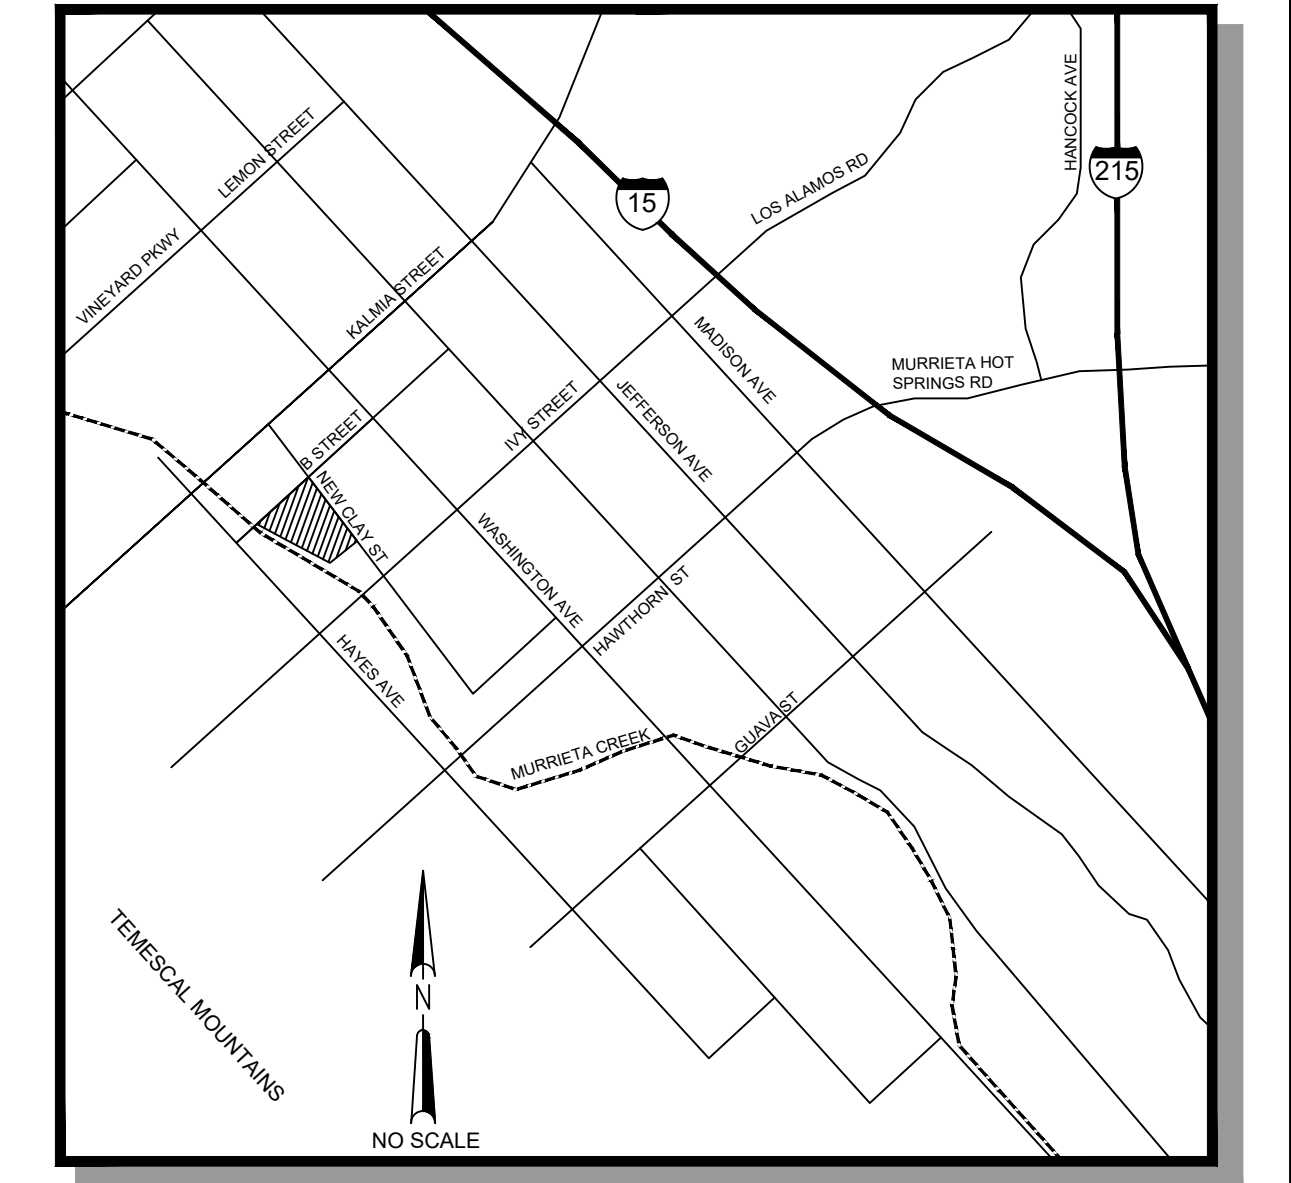 HANCOCK AVE
215
LEMON STREET
15
LOS ALAMOS RD
VINEYARD PKWY
KALMIA STREET
MADISON AVE
MURRIETA HOT
SPRINGS RD
B STREET
IVY STREET
JEFFERSON AVE
NEW CLAY ST
WASHINGTON AVE
HAWTHORN ST
HAYES AVE
MURRIETA CREEK
GUAVA ST
TEMESCAL MOUNTAINS
N
NO SCALE